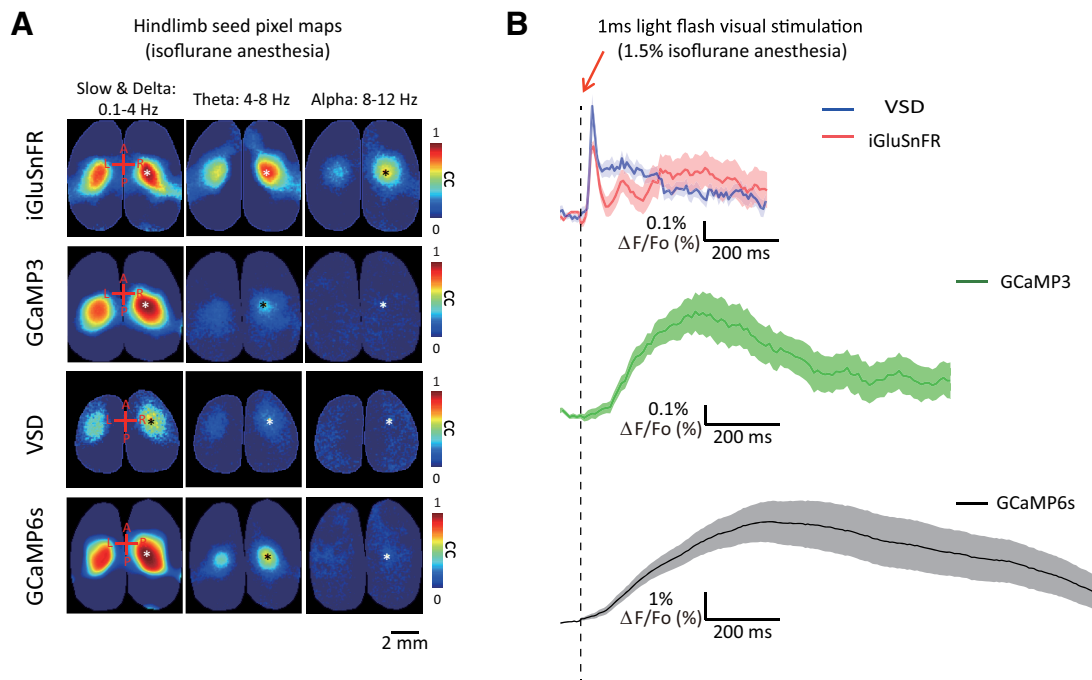 A
Hindlimb seed pixel maps
(isoflurane anesthesia)
Slow & Delta:
0.1-4 Hz
Theta: 4-8 Hz
Alpha: 8-12 Hz
iGluSnFR
A
L
R
P
*
*
*
1
CC
0
GCaMP3
A
L
R
P
*
*
*
1
CC
0
VSD
A
L
R
P
*
*
*
1
CC
0
GCaMP6s
A
L
P
*
*
*
1
CC
0
2 mm
B
1ms light flash visual stimulation
(1.5% isoflurane anesthesia)
VSD
iGluSnFR
0.1%
ΔF/Fo (%)
200 ms
GCaMP3
0.1%
ΔF/Fo (%)
200 ms
GCaMP6s
1%
ΔF/Fo (%)
200 ms